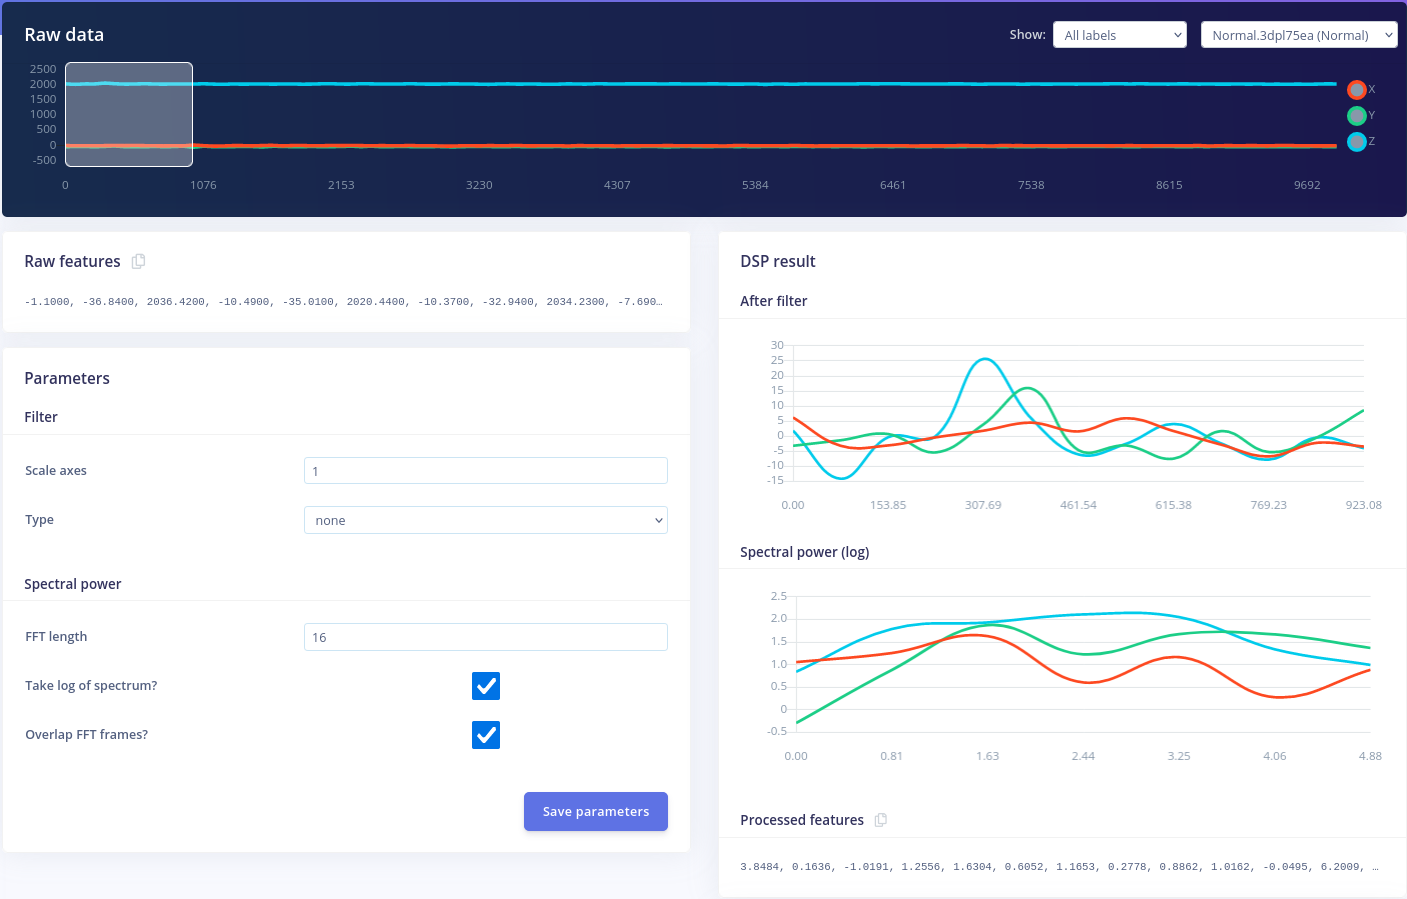 Raw data
Show:
All labels
Normal.3dpl75ea (Normal)
2500
2000
1500
1000
500
0
-500
X
Y
Z
0 1076 2153 3230 4307 5384 6461 7538 8615 9692
Raw features
-1.1000, -36.8400, 2036.4200, -10.4900, -35.0100, 2020.4400, -10.3700, -32.9400, 2034.2300, -7.690…
Parameters
Filter
Scale axes 1
Type none
Spectral power
FFT length 16
Take log of spectrum?
Overlap FFT frames?
Save parameters
DSP result
After filter
30
25
20
15
10
5
0
-5
-10
-15
0.00 153.85 307.69 461.54 615.38 769.23 923.08
Spectral power (log)
2.5
2.0
1.5
1.0
0.5
0
-0.5
0.00 0.81 1.63 2.44 3.25 4.06 4.88
Processed features
3.8484, 0.1636, -1.0191, 1.2556, 1.6304, 0.6052, 1.1653, 0.2778, 0.8862, 1.0162, -0.0495, 6.2009, …